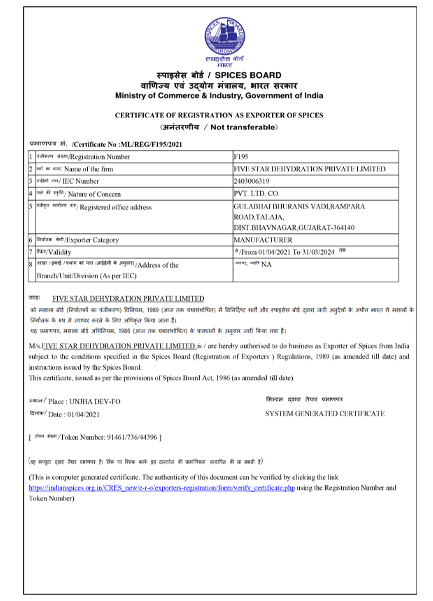 स्पाइसेस बोर्ड
भारत
स्पाइसेस बोर्ड / SPICES BOARD
वाणिज्य एवं उद्योग मंत्रालय, भारत सरकार
Ministry of Commerce & Industry, Government of India
CERTIFICATE OF REGISTRATION AS EXPORTER OF SPICES
(अनंतरणीय / Not transferable)
प्रमाणपत्र सं. /Certificate No :ML/REG/F195/2021
1 पंजीकरण संख्या/Registration Number F195
2 फर्म का नाम/ Name of the firm FIVE STAR DEHYDRATION PRIVATE LIMITED
3 आईईसी नंबर/ IEC Number 2403006319
4 फर्म की प्रकृति/ Nature of Concern PVT. LTD. CO.
5 पंजीकृत कार्यालय पता/ Registered office address GULABHAI BHURANIS VADI,RAMPARA
ROAD,TALAJA,
DIST.BHAVNAGAR,GUJARAT-364140
6 निर्यातक श्रेणी/Exporter Category MANUFACTURER
7 वैधता/Validity से/From 01/04/2021 To 31/03/2024 तक
8 शाखा / इकाई / प्रभाग का पता (आईईसी के अनुसार)/Address of the NA
Branch/Unit/Division (As per IEC)
FIVE STAR DEHYDRATION PRIVATE LIMITED
को मसाला बोर्ड (निर्यातकों का पंजीकरण) विनियम, 1989 (आज तक यथासंशोधित) में विनिर्दिष्ट शर्तों और स्पाइसेस बोर्ड द्वारा जारी अनुदेशों के अधीन भारत से मसालों के
निर्यातक के रूप में व्यापार करने के लिए अधिकृत किया जाता है।
यह प्रमाणपत्र, मसाला बोर्ड अधिनियम, 1986 (आज तक यथासंशोधित) के प्रावधानों के अनुसार जारी किया गया है।
M/s.FIVE STAR DEHYDRATION PRIVATE LIMITED is / are hereby authorised to do business as Exporter of Spices from India
subject to the conditions specified in the Spices Board (Registration of Exporters ) Regulations, 1989 (as amended till date) and
instructions issued by the Spices Board.
This certificate, issued as per the provisions of Spices Board Act, 1986 (as amended till date)
स्थान/ Place : UNJHA DEV-FO सिस्टम द्वारा तैयार प्रमाणपत्र
दिनांक/ Date : 01/04/2021 SYSTEM GENERATED CERTIFICATE
[ टोकन संख्या/Token Number: 91461/736/44396 ]
(यह कंप्यूटर द्वारा तैयार प्रमाणपत्र है। लिंक पर क्लिक करके इस दस्तावेज की प्रामाणिकता सत्यापित की जा सकती है)
(This is computer generated certificate. The authenticity of this document can be verified by clicking the link
https://indianspices.org.in/CRES_new/e-r-o/exporters-registration/form/verify_certificate.php using the Registration Number and
Token Number)